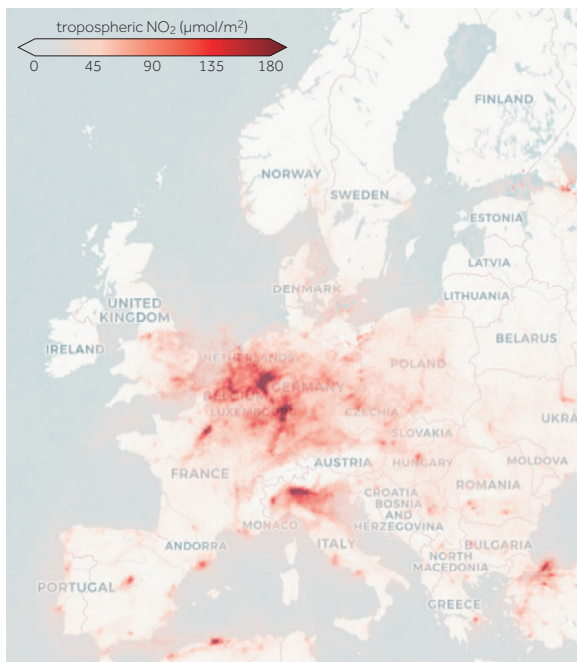 tropospheric NO₂ (µmol/m²)
0 45 90 135 180
FINLAND
NORWAY
SWEDEN
ESTONIA
LATVIA
DENMARK
LITHUANIA
UNITED
KINGDOM
BELARUS
IRELAND
NETHERLANDS
POLAND
GERMANY
BELGIUM
LUXEMBOURG
CZECHIA
UKRA
SLOVAKIA
AUSTRIA
HUNGARY
MOLDOVA
FRANCE
ROMANIA
CROATIA
BOSNIA
AND
HERZEGOVINA
MONACO
ITALY
ANDORRA
BULGARIA
NORTH
MACEDONIA
PORTUGAL
GREECE